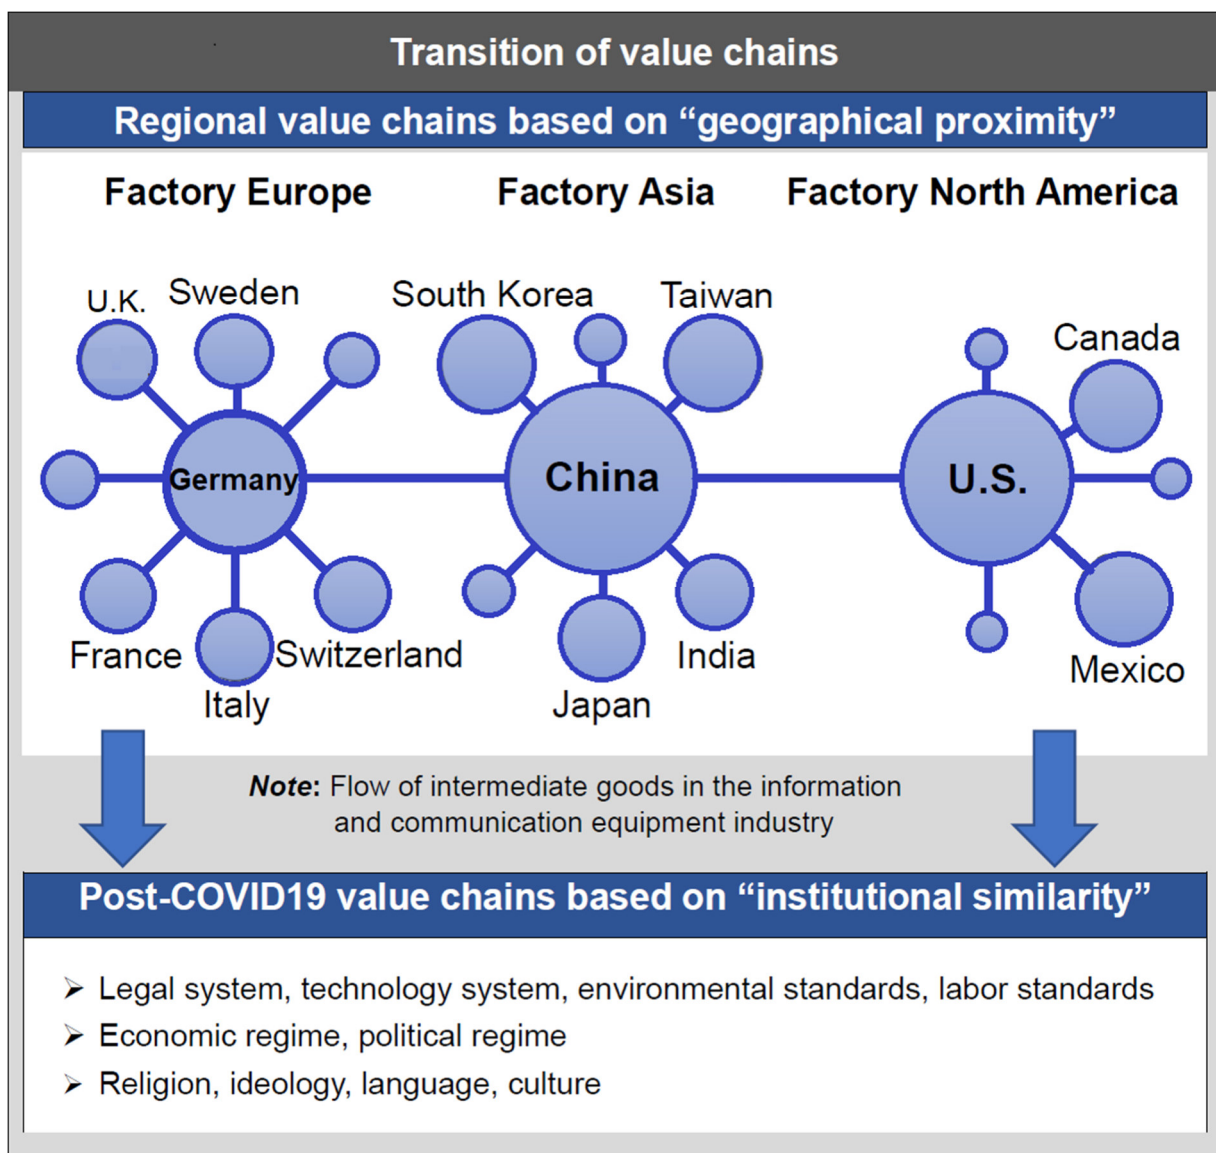 Transition of value chains
Regional value chains based on “geographical proximity”
Factory Europe
Factory Asia
Factory North America
U.K.
Sweden
South Korea
Taiwan
Canada
Germany
China
U.S.
France
Italy
Switzerland
Japan
India
Mexico
Note: Flow of intermediate goods in the information
and communication equipment industry
Post-COVID19 value chains based on “institutional similarity”
➢ Legal system, technology system, environmental standards, labor standards
➢ Economic regime, political regime
➢ Religion, ideology, language, culture